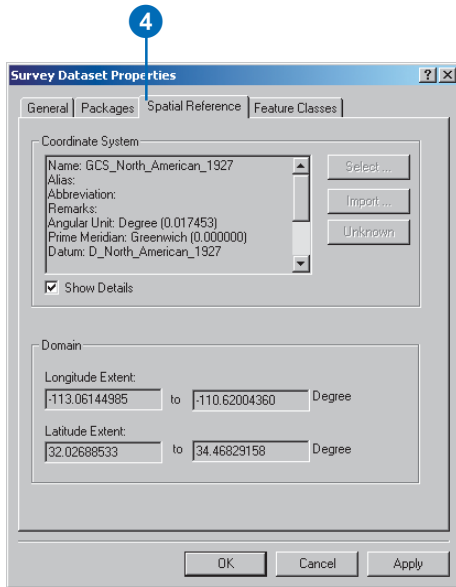 4
Survey Dataset Properties
General Packages Spatial Reference Feature Classes
Coordinate System
Name: GCS_North_American_1927
Alias:
Abbreviation:
Remarks:
Angular Unit: Degree (0.017453)
Prime Meridian: Greenwich (0.000000)
Datum: D_North_American_1927
Select ...
Import ...
Unknown
Show Details
Domain
Longitude Extent:
-113.06144985 to -110.62004360 Degree
Latitude Extent:
32.02688533 to 34.46829158 Degree
OK Cancel Apply